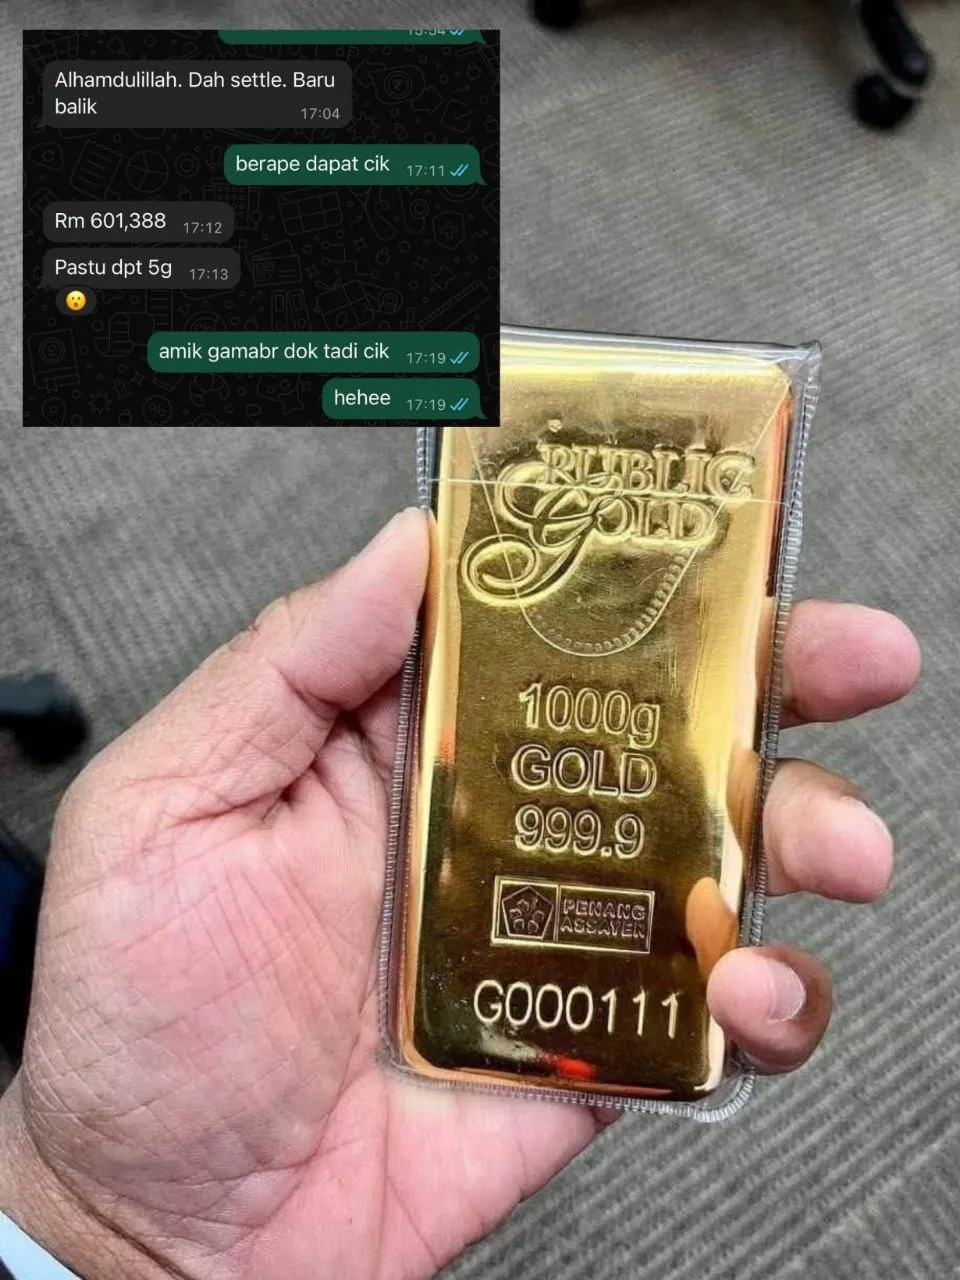 15:54
Alhamdulillah. Dah settle. Baru
balik
17:04
berape dapat cik 17:11
Rm 601,388 17:12
Pastu dpt 5g 17:13
amik gamabr dok tadi cik 17:19
hehee 17:19
PUBLIC
GOLD
1000g
GOLD
999.9
PENANG
ASSAYER
G000111